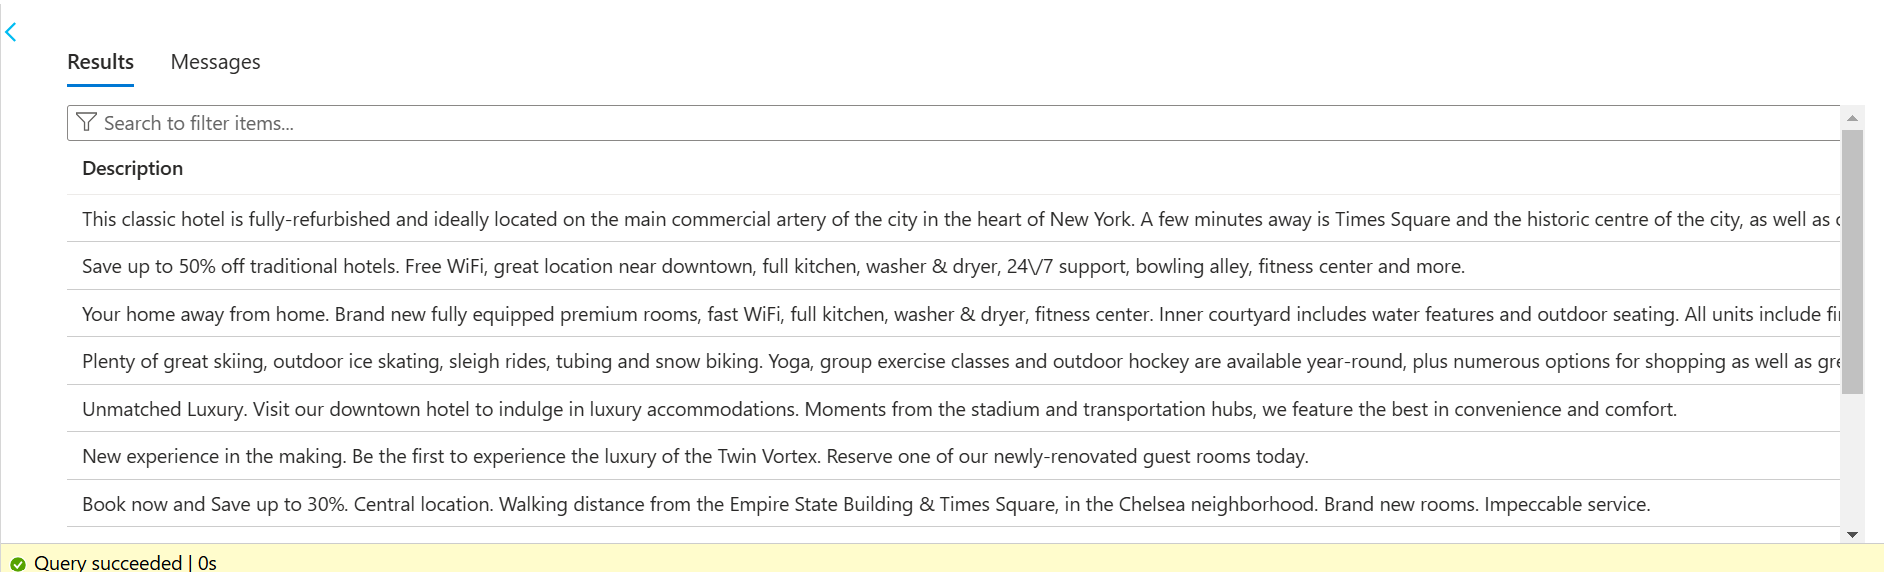 Results Messages
Search to filter items...
Description
This classic hotel is fully-refurbished and ideally located on the main commercial artery of the city in the heart of New York. A few minutes away is Times Square and the historic centre of the city, as well as
Save up to 50% off traditional hotels. Free WiFi, great location near downtown, full kitchen, washer & dryer, 24\/7 support, bowling alley, fitness center and more.
Your home away from home. Brand new fully equipped premium rooms, fast WiFi, full kitchen, washer & dryer, fitness center. Inner courtyard includes water features and outdoor seating. All units include
Plenty of great skiing, outdoor ice skating, sleigh rides, tubing and snow biking. Yoga, group exercise classes and outdoor hockey are available year-round, plus numerous options for shopping as well as
Unmatched Luxury. Visit our downtown hotel to indulge in luxury accommodations. Moments from the stadium and transportation hubs, we feature the best in convenience and comfort.
New experience in the making. Be the first to experience the luxury of the Twin Vortex. Reserve one of our newly-renovated guest rooms today.
Book now and Save up to 30%. Central location. Walking distance from the Empire State Building & Times Square, in the Chelsea neighborhood. Brand new rooms. Impeccable service.
Query succeeded | 0s